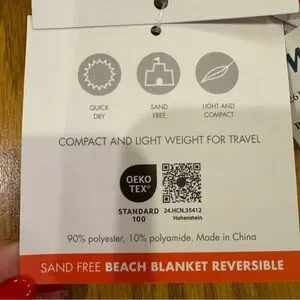 QUICK DRY
SAND FREE
LIGHT AND COMPACT
COMPACT AND LIGHT WEIGHT FOR TRAVEL
OEKO
TEX®
STANDARD
100
24.HCN.35412
Hohenstein
90% polyester, 10% polyamide. Made in China
SAND FREE BEACH BLANKET REVERSIBLE